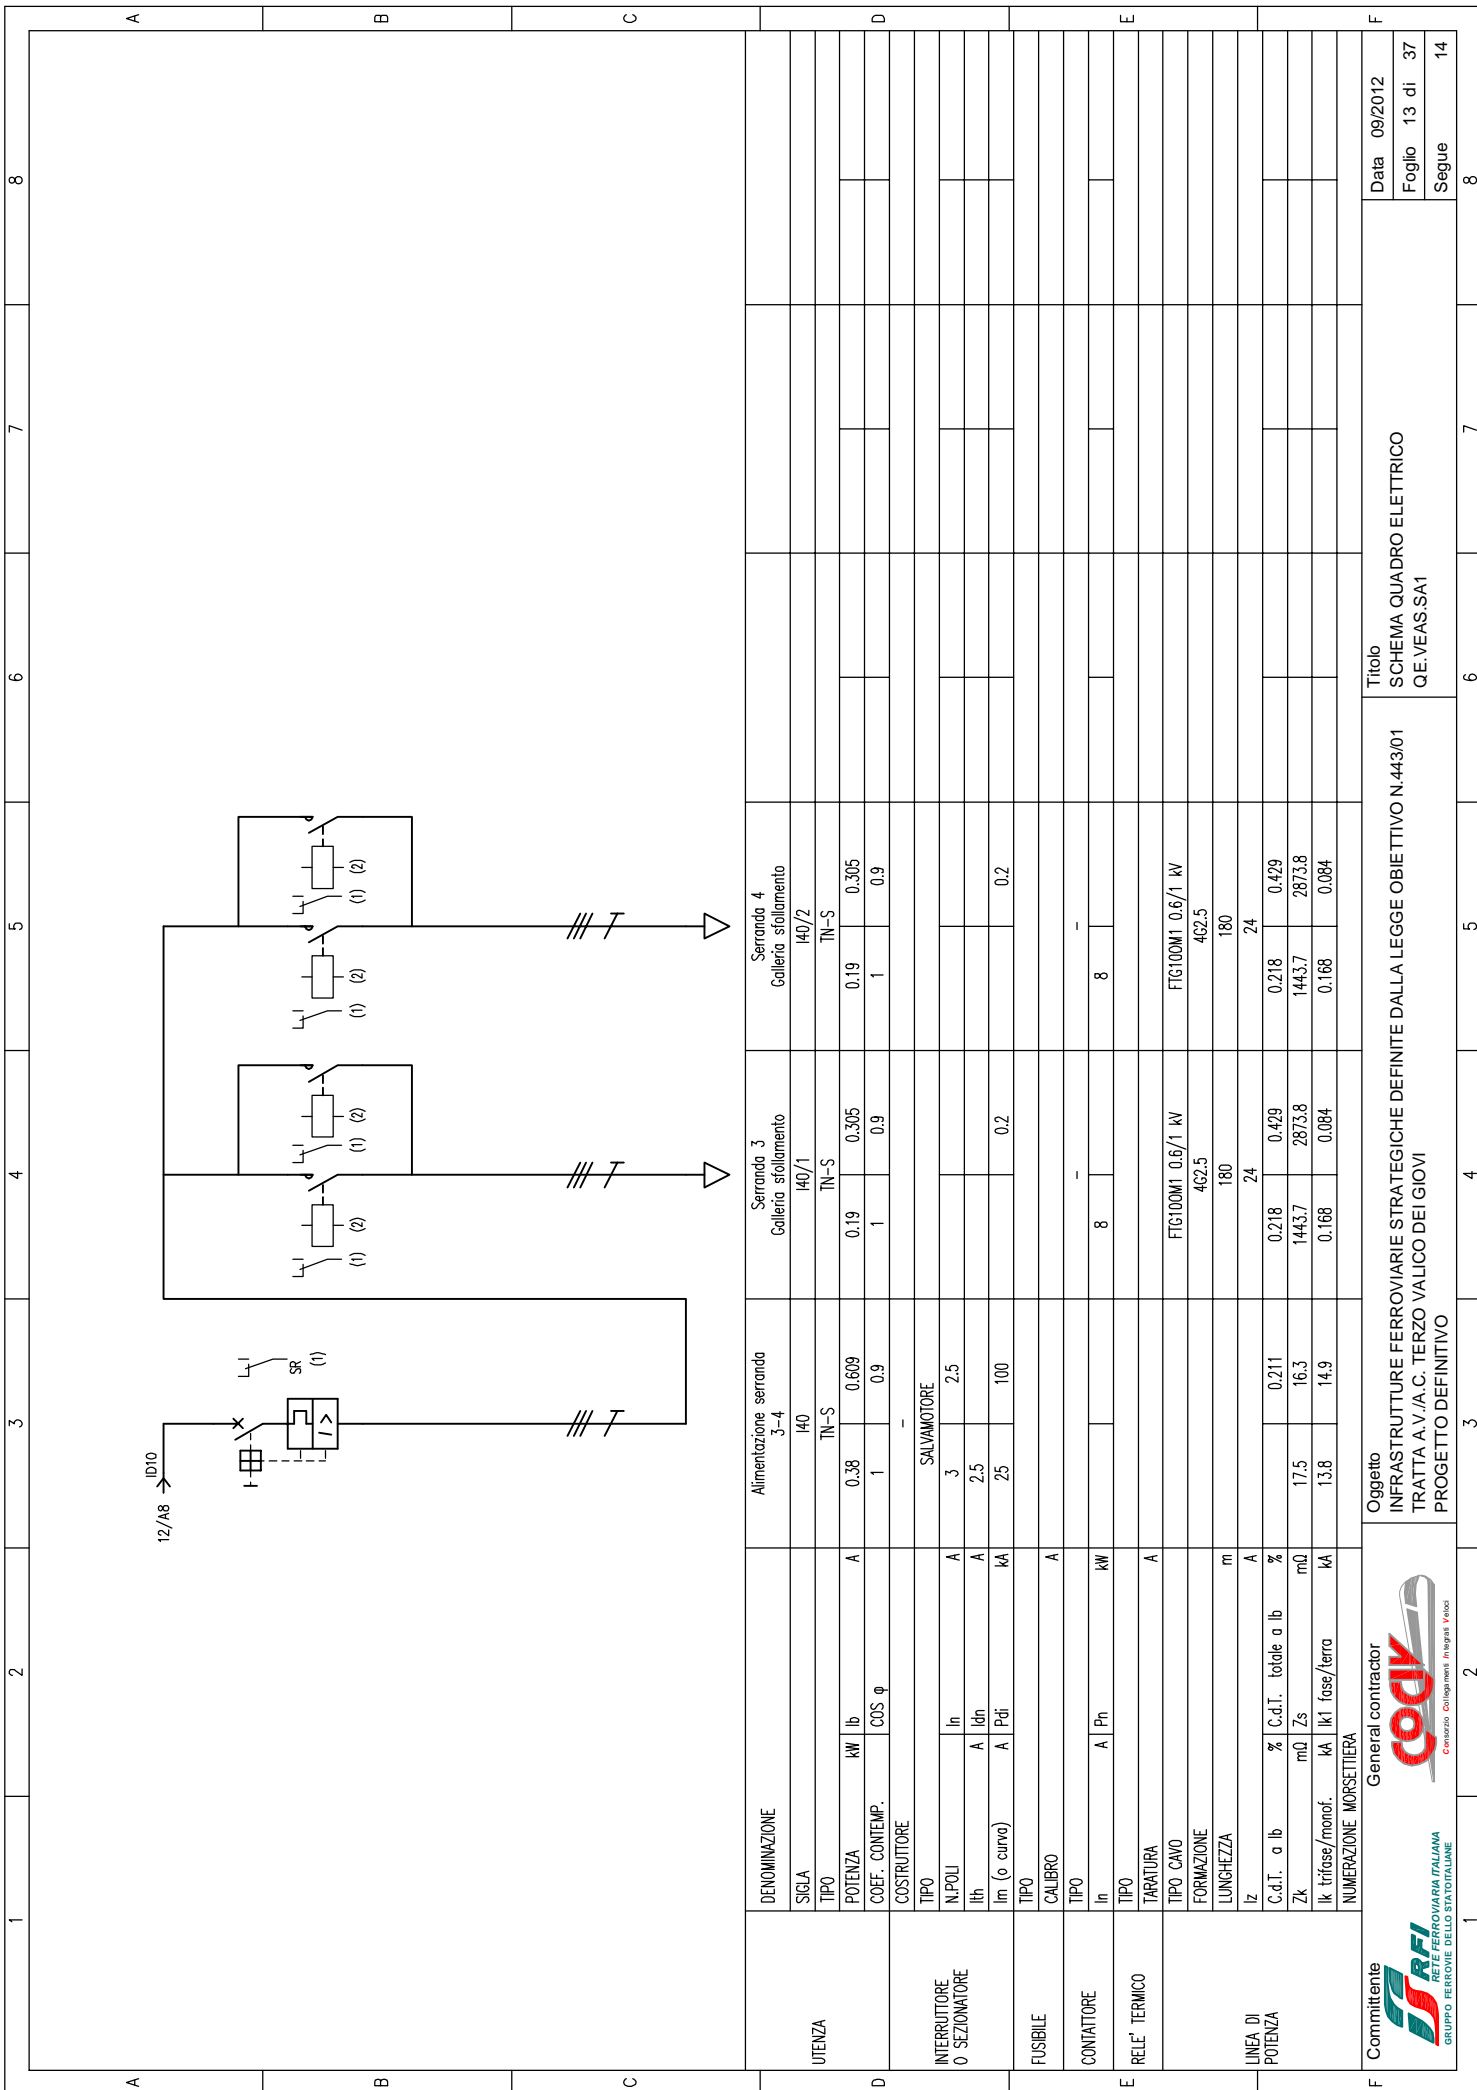 1 2 3 4 5 6 7 8
A A
B B
C C
D D
E E
F F
12/A8 ID10
SR
(1)
(1) (2) (1) (2)
(1) (2) (1) (2)
DENOMINAZIONE Alimentazione serranda 3-4 Serranda 3 Galleria sfollamento Serranda 4 Galleria sfollamento
UTENZA
SIGLA I40 I40/1 I40/2
TIPO TN-S TN-S TN-S
POTENZA kW Ib A 0.38 0.609 0.19 0.305 0.19 0.305
COEF. CONTEMP. COS φ 1 0.9 1 0.9 1 0.9
INTERRUTTORE
O SEZIONATORE
COSTRUTTORE -
TIPO SALVAMOTORE
N.POLI In A 3 2.5
Ith A Idn A 2.5
Im (o curva) A Pdi kA 25 100 0.2 0.2
FUSIBILE
TIPO
CALIBRO A
CONTATTORE
TIPO - -
In A Pn kW 8 8
RELE' TERMICO
TIPO
TARATURA A
LINEA DI
POTENZA
TIPO CAVO FTG10OM1 0.6/1 kV FTG10OM1 0.6/1 kV
FORMAZIONE 4G2.5 4G2.5
LUNGHEZZA m 180 180
Iz A 24 24
C.d.T. a Ib % C.d.T. totale a Ib % 0.211 0.218 0.429 0.218 0.429
Zk mΩ Zs mΩ 17.5 16.3 1443.7 2873.8 1443.7 2873.8
Ik trifase/monof. kA Ik1 fase/terra kA 13.8 14.9 0.168 0.084 0.168 0.084
NUMERAZIONE MORSETTIERA
Committente
RFI
RETE FERROVIARIA ITALIANA
GRUPPO FERROVIE DELLO STATO ITALIANE
General contractor
COCIV
Consorzio Collegamenti Integrati Veloci
Oggetto
INFRASTRUTTURE FERROVIARIE STRATEGICHE DEFINITE DALLA LEGGE OBIETTIVO N.443/01
TRATTA A.V./A.C. TERZO VALICO DEI GIOVI
PROGETTO DEFINITIVO
Titolo
SCHEMA QUADRO ELETTRICO
QE.VEAS.SA1
Data 09/2012
Foglio 13 di 37
Segue 14
1 2 3 4 5 6 7 8